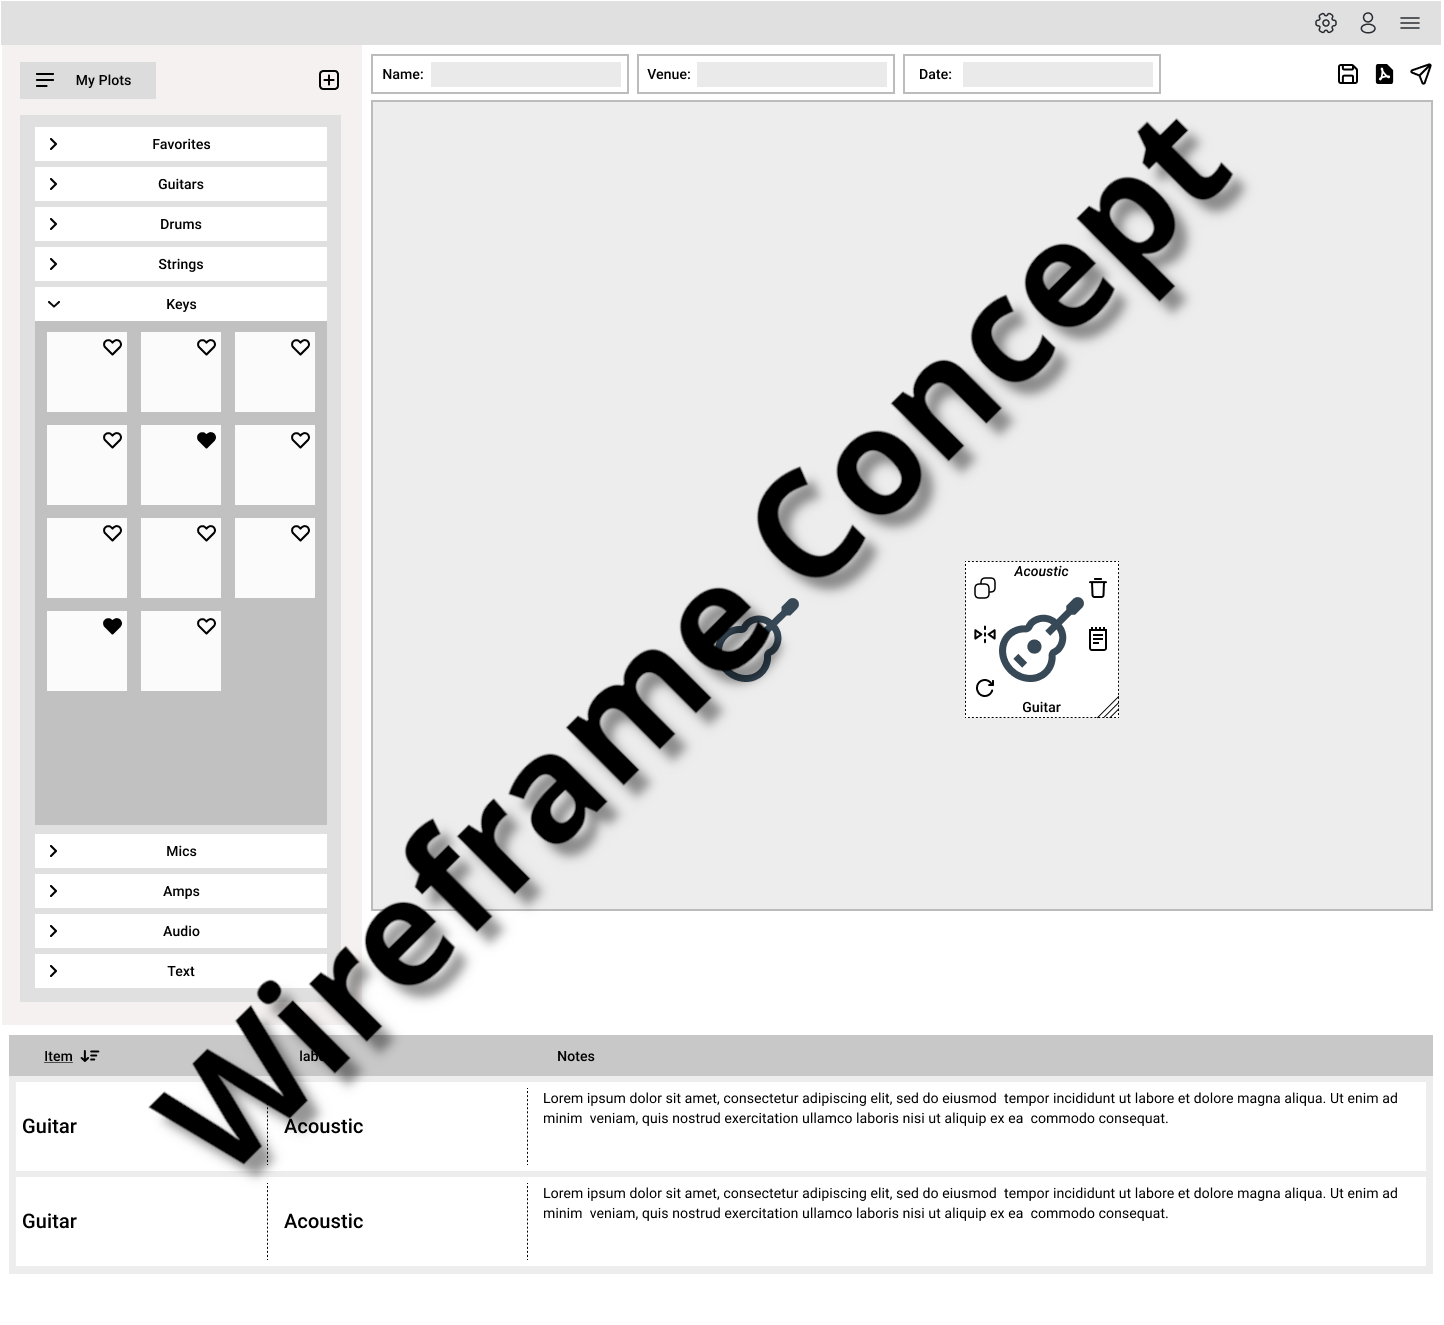 My Plots
Name:
Venue:
Date:
Favorites
Guitars
Drums
Strings
Keys
Mics
Amps
Audio
Text
Acoustic
Guitar
Wireframe Concept
Item
Notes
Guitar
Acoustic
Lorem ipsum dolor sit amet, consectetur adipiscing elit, sed do eiusmod  tempor incididunt ut labore et dolore magna aliqua. Ut enim ad
minim  veniam, quis nostrud exercitation ullamco laboris nisi ut aliquip ex ea  commodo consequat.
Guitar
Acoustic
Lorem ipsum dolor sit amet, consectetur adipiscing elit, sed do eiusmod  tempor incididunt ut labore et dolore magna aliqua. Ut enim ad
minim  veniam, quis nostrud exercitation ullamco laboris nisi ut aliquip ex ea  commodo consequat.